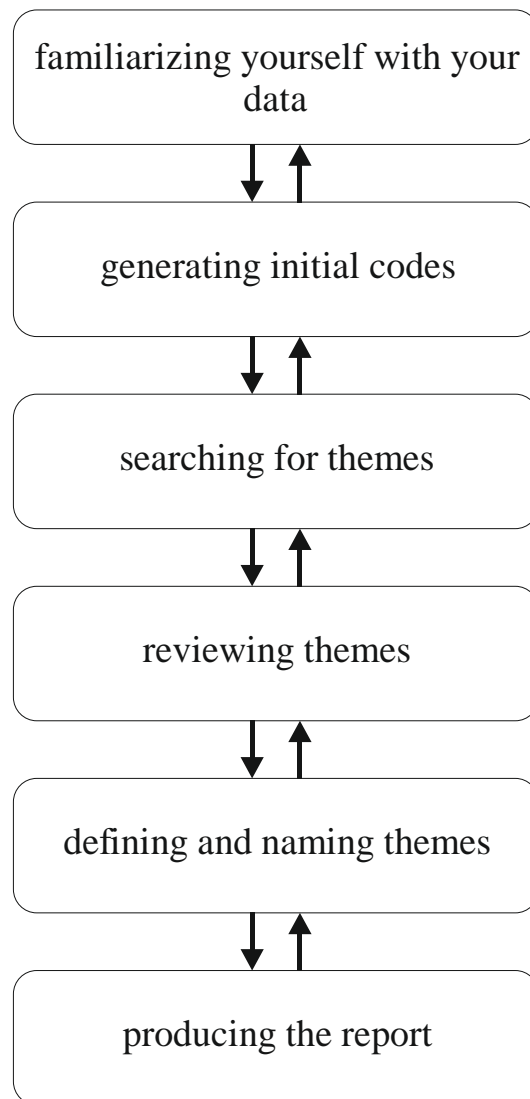 familiarizing yourself with your
data
generating initial codes
searching for themes
reviewing themes
defining and naming themes
producing the report